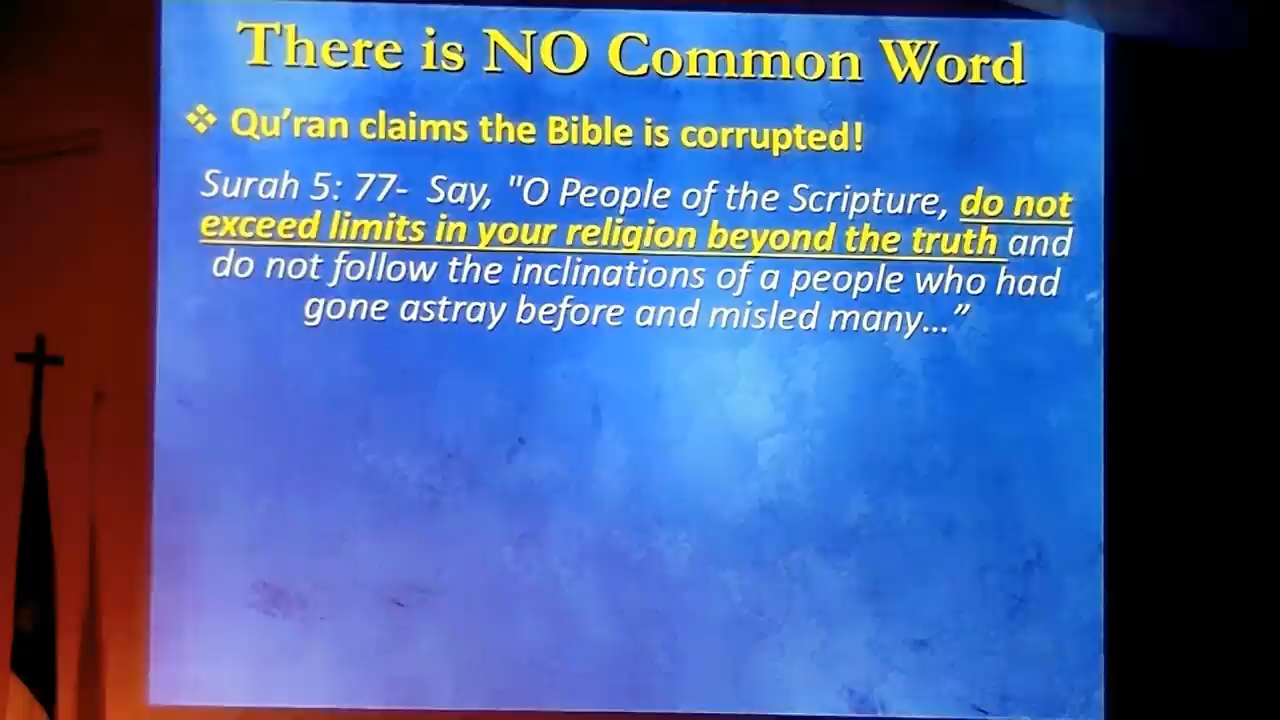 There is NO Common Word
❖ Qu’ran claims the Bible is corrupted!
Surah 5: 77- Say, "O People of the Scripture, do not
exceed limits in your religion beyond the truth and
do not follow the inclinations of a people who had
gone astray before and misled many...”